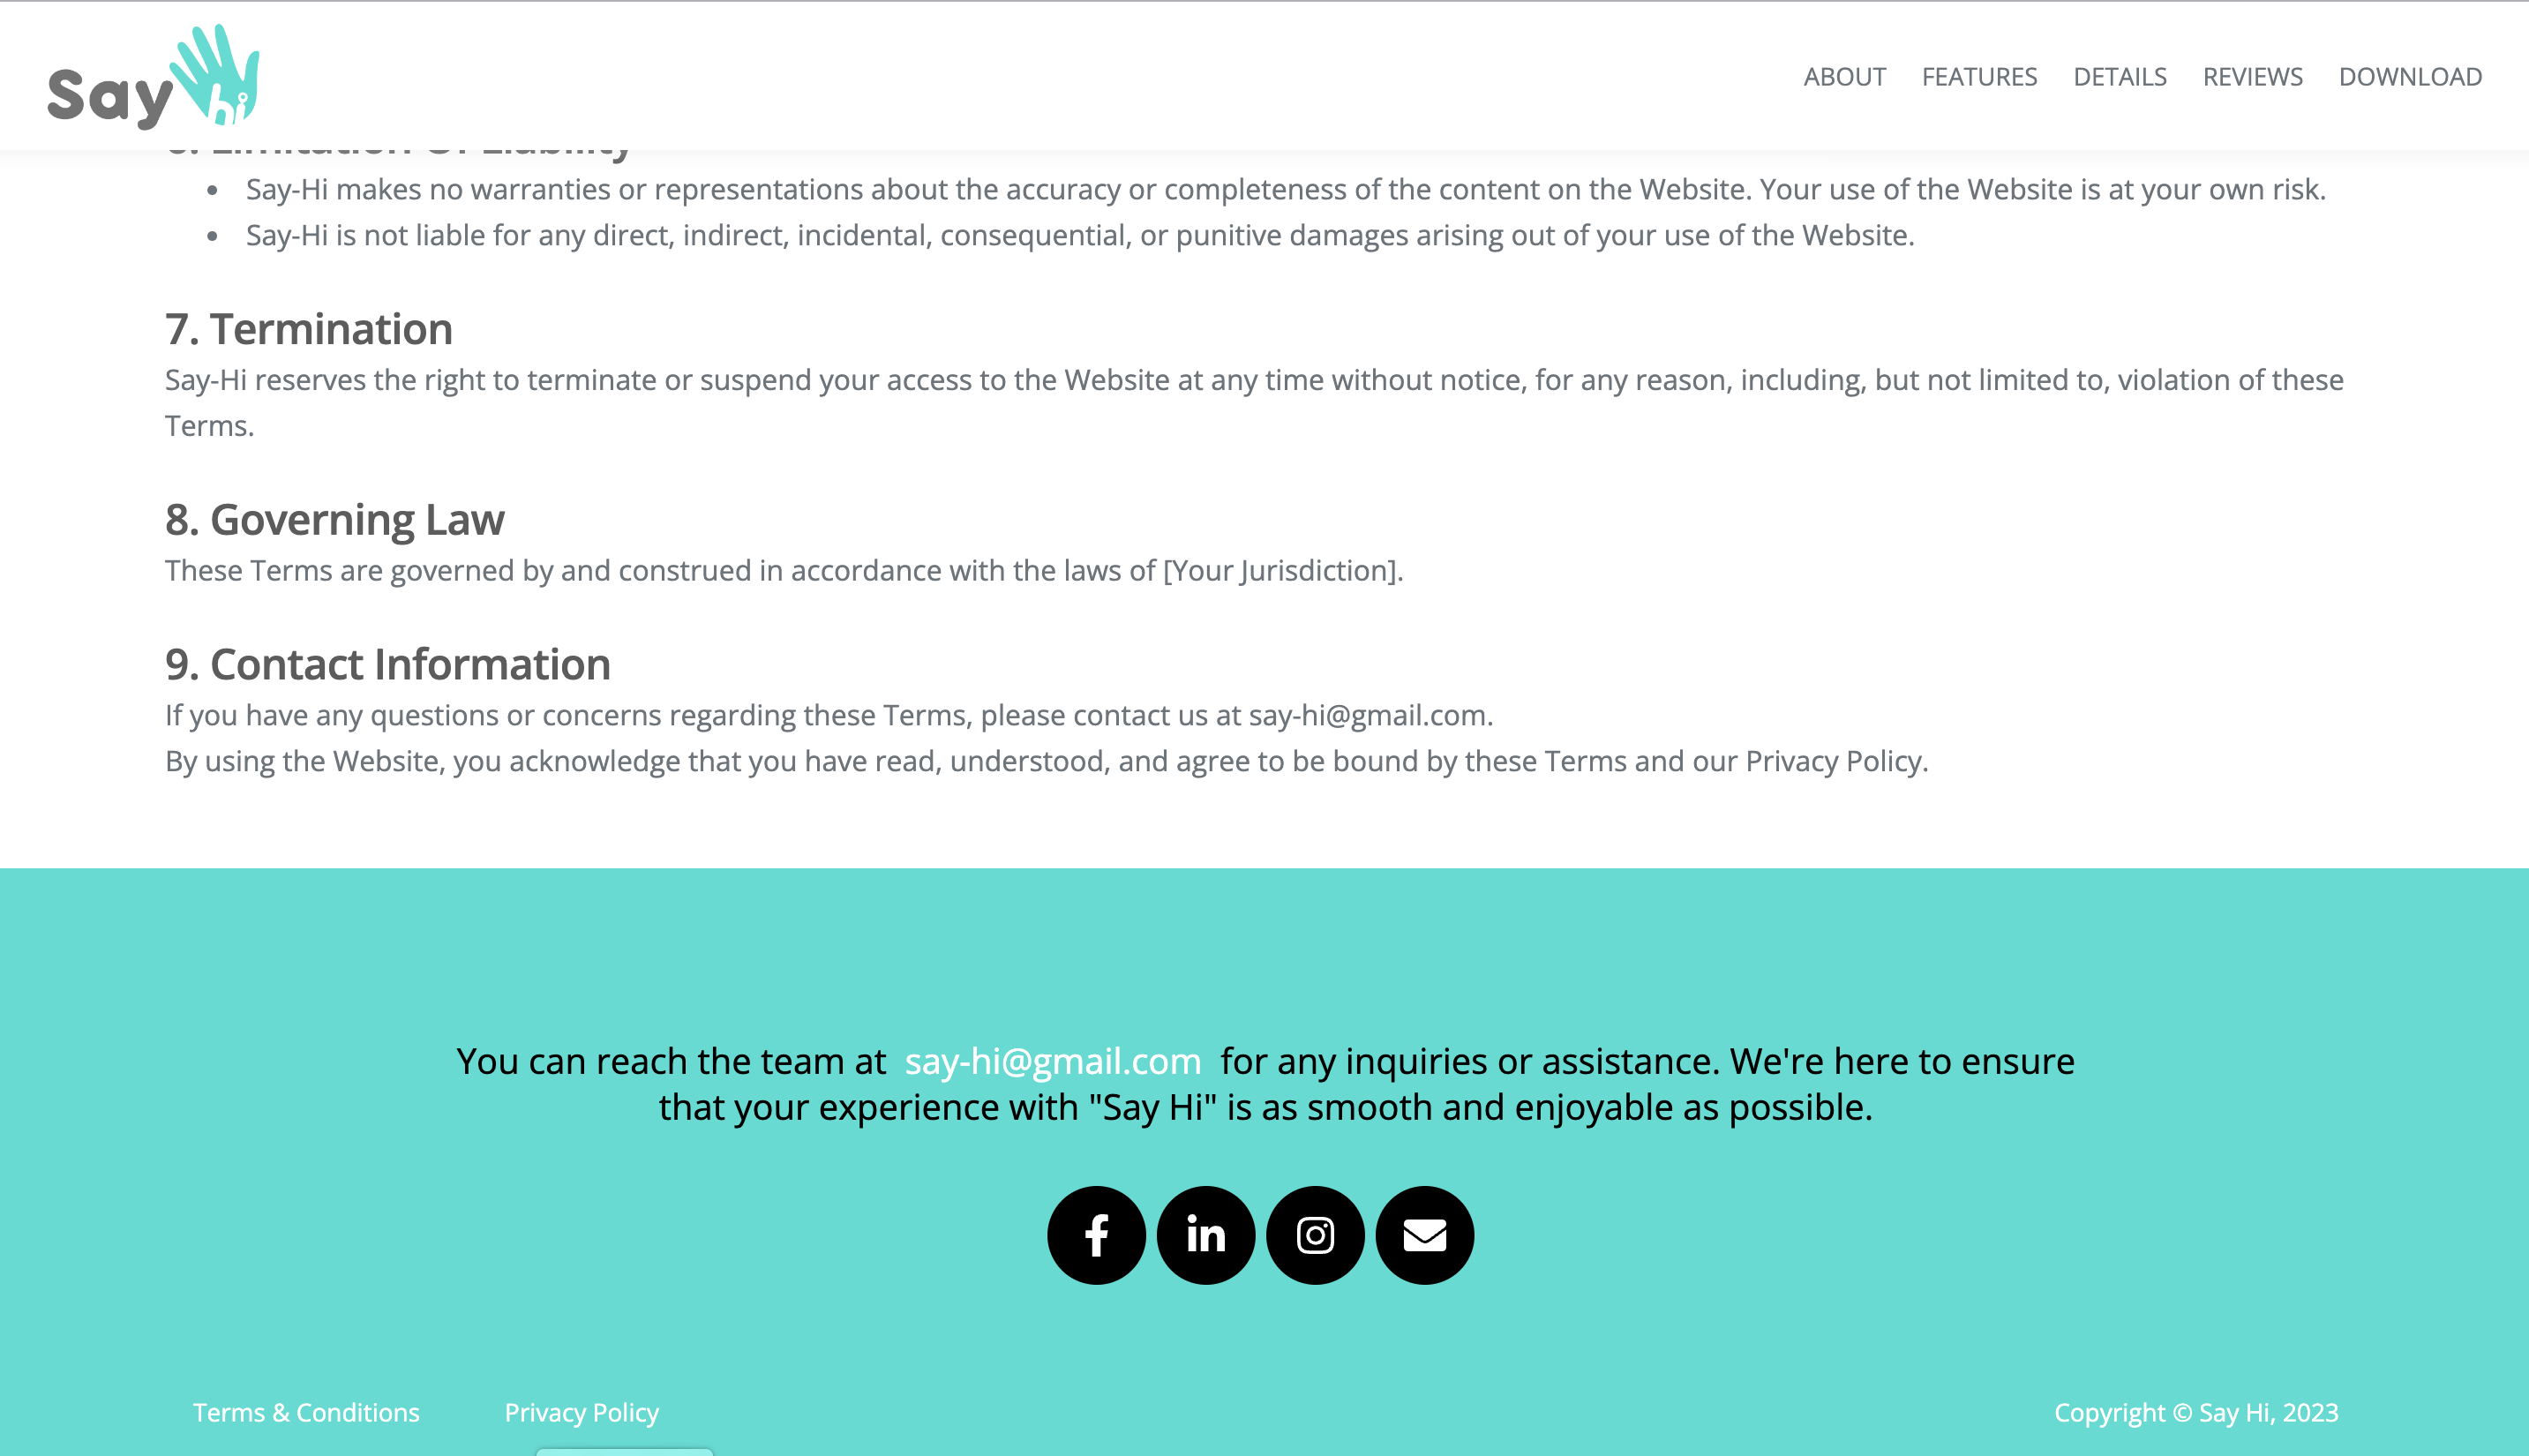 Say hi
ABOUT FEATURES DETAILS REVIEWS DOWNLOAD
6. Limitation Of Liability
• Say-Hi makes no warranties or representations about the accuracy or completeness of the content on the Website. Your use of the Website is at your own risk.
• Say-Hi is not liable for any direct, indirect, incidental, consequential, or punitive damages arising out of your use of the Website.
7. Termination
Say-Hi reserves the right to terminate or suspend your access to the Website at any time without notice, for any reason, including, but not limited to, violation of these
Terms.
8. Governing Law
These Terms are governed by and construed in accordance with the laws of [Your Jurisdiction].
9. Contact Information
If you have any questions or concerns regarding these Terms, please contact us at say-hi@gmail.com.
By using the Website, you acknowledge that you have read, understood, and agree to be bound by these Terms and our Privacy Policy.
You can reach the team at say-hi@gmail.com for any inquiries or assistance. We're here to ensure
that your experience with "Say Hi" is as smooth and enjoyable as possible.
Terms & Conditions Privacy Policy Copyright © Say Hi, 2023